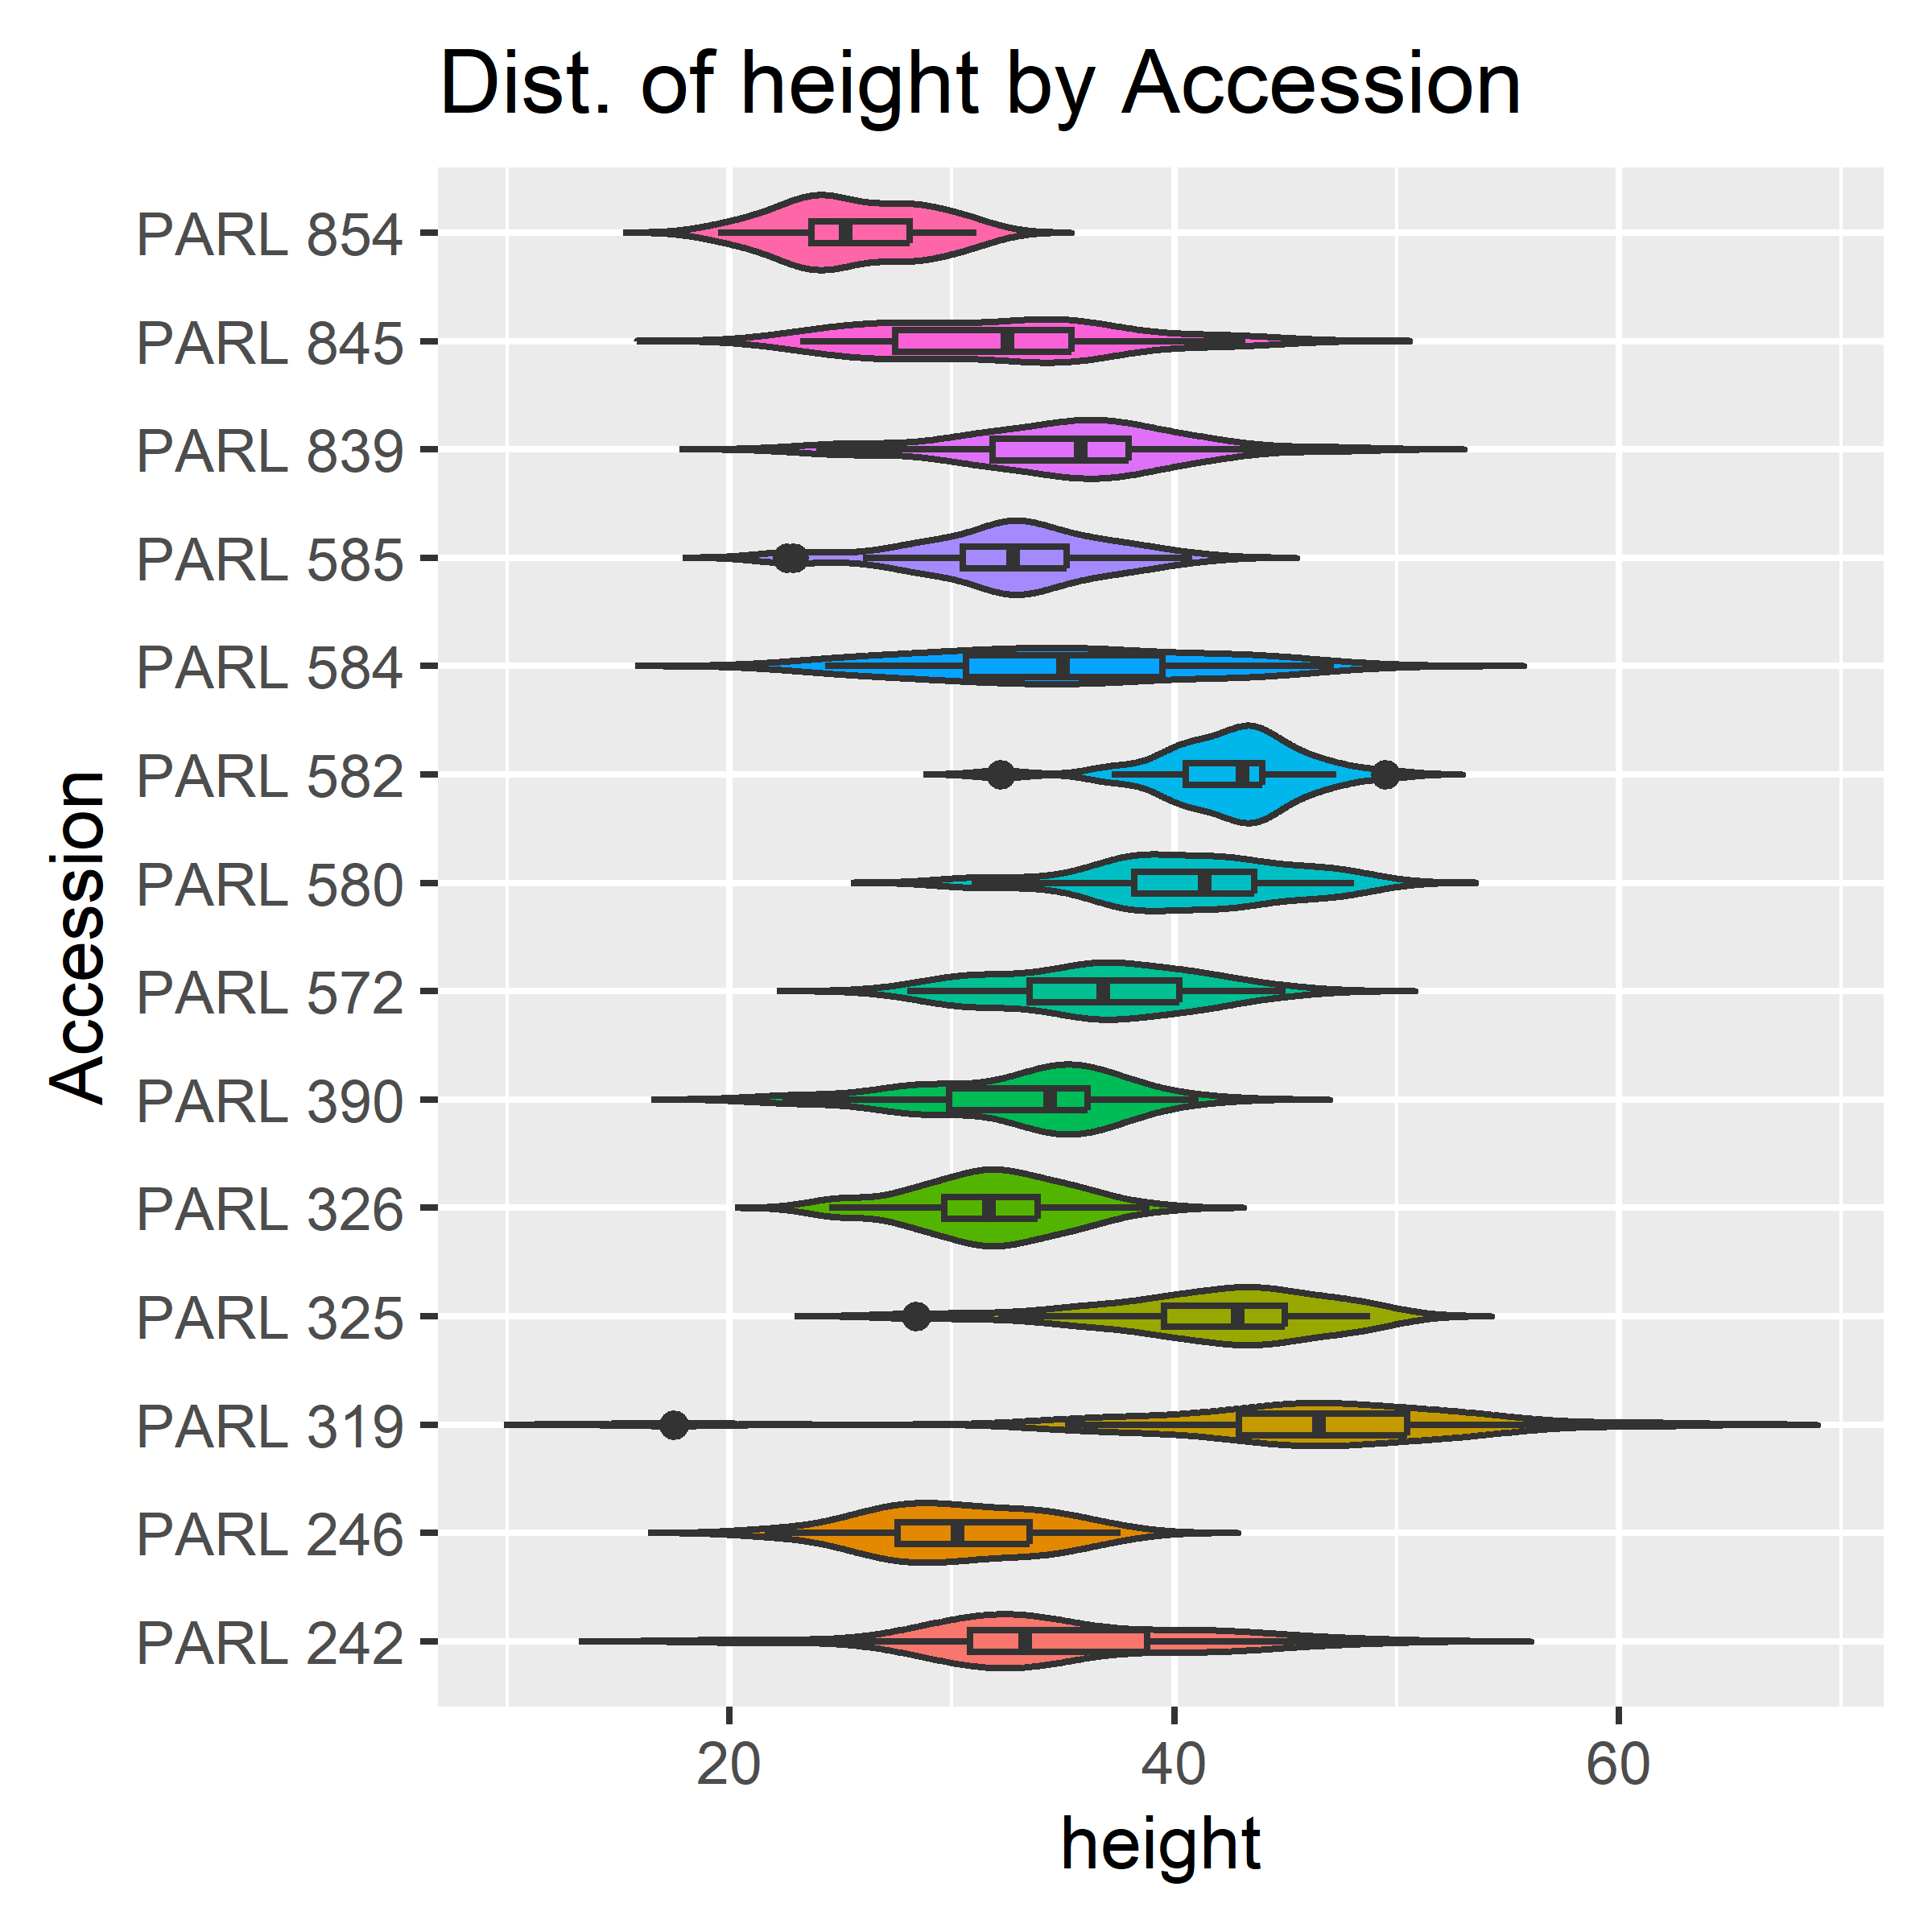 Dist. of height by Accession
PARL 854
PARL 845
PARL 839
PARL 585
PARL 584
PARL 582
PARL 580
PARL 572
PARL 390
PARL 326
PARL 325
PARL 319
PARL 246
PARL 242
Accession
20 40 60
height